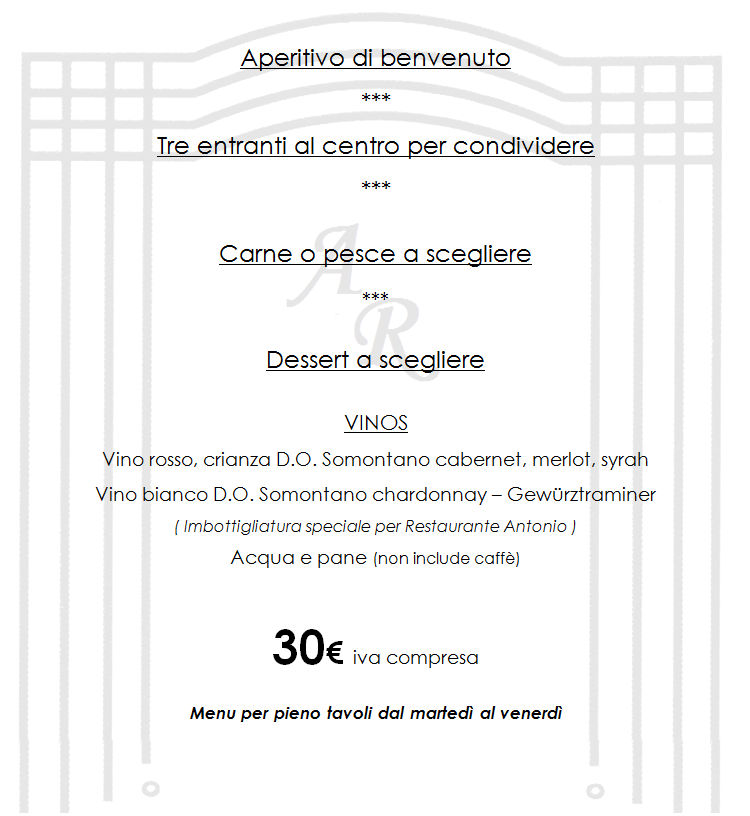 Aperitivo di benvenuto
***
Tre entranti al centro per condividere
***
Carne o pesce a scegliere
***
Dessert a scegliere
AR
VINOS
Vino rosso, crianza D.O. Somontano cabernet, merlot, syrah
Vino bianco D.O. Somontano chardonnay – Gewürztraminer
( Imbottigliatura speciale per Restaurante Antonio )
Acqua e pane (non include caffè)
30€ iva compresa
Menu per pieno tavoli dal martedì al venerdì